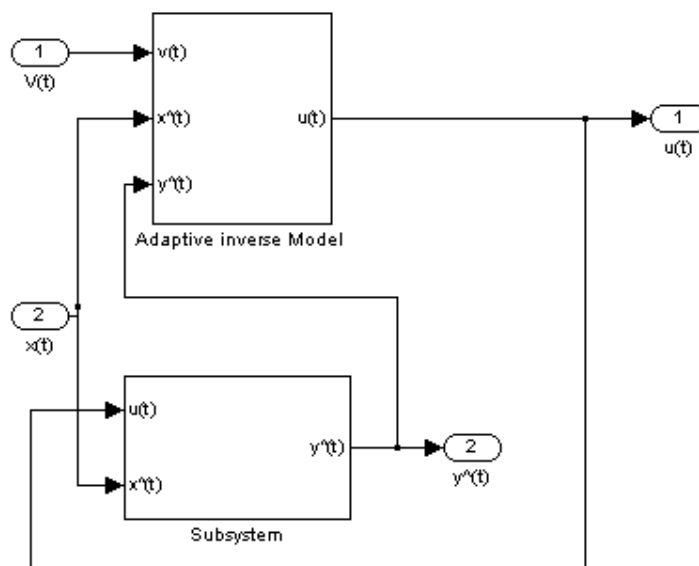 1
V(t)
v(t)
x^(t)
y^(t)
u(t)
Adaptive inverse Model
1
u(t)
2
x(t)
u(t)
x^(t)
y^(t)
Subsystem
2
y^(t)